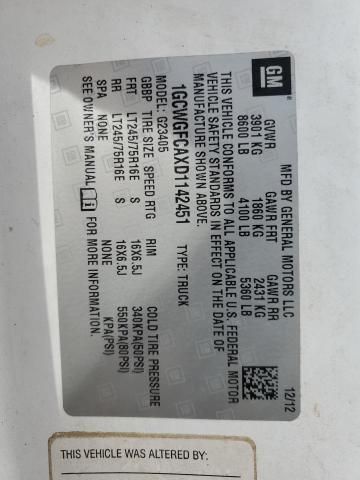 GM
MFD BY GENERAL MOTORS LLC 12/12
GVWR GAWR FRT GAWR RR
3901 KG 1860 KG 2431 KG
8600 LB 4100 LB 5360 LB
THIS VEHICLE CONFORMS TO ALL APPLICABLE U.S. FEDERAL MOTOR
VEHICLE SAFETY STANDARDS IN EFFECT ON THE DATE OF
MANUFACTURE SHOWN ABOVE.
1GCWGFCAXD1142451 TYPE: TRUCK
MODEL: G23405
GBBP TIRE SIZE SPEED RTG RIM COLD TIRE PRESSURE
FRT LT245/75R16E S 16X6.5J 340KPA(50PSI)
RR LT245/75R16E S 16X6.5J 550KPA(80PSI)
SPA NONE NONE KPA(PSI)
SEE OWNER'S MANUAL
THIS VEHICLE WAS ALTERED BY: